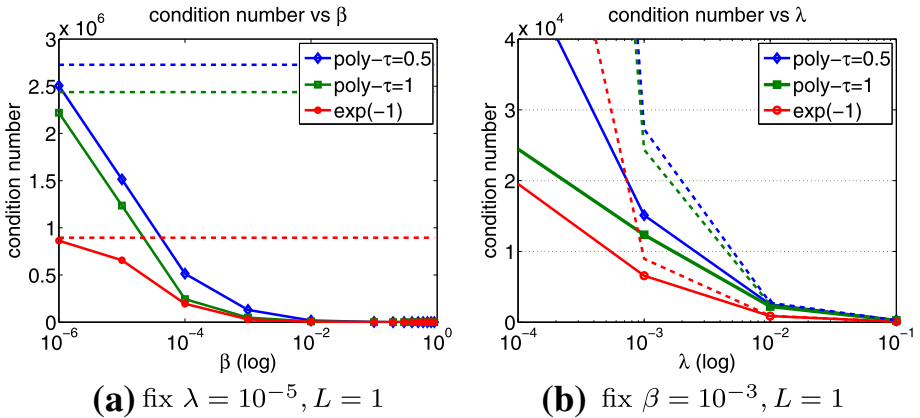 condition number vs β
x 10^6
3
2.5
2
1.5
1
0.5
0
condition number
poly−τ=0.5
poly−τ=1
exp(−1)
10^−6
10^−4
10^−2
10^0
β (log)
(a) fix λ = 10^−5, L = 1
condition number vs λ
x 10^4
4
3
2
1
0
condition number
poly−τ=0.5
poly−τ=1
exp(−1)
10^−4
10^−3
10^−2
10^−1
λ (log)
(b) fix β = 10^−3, L = 1